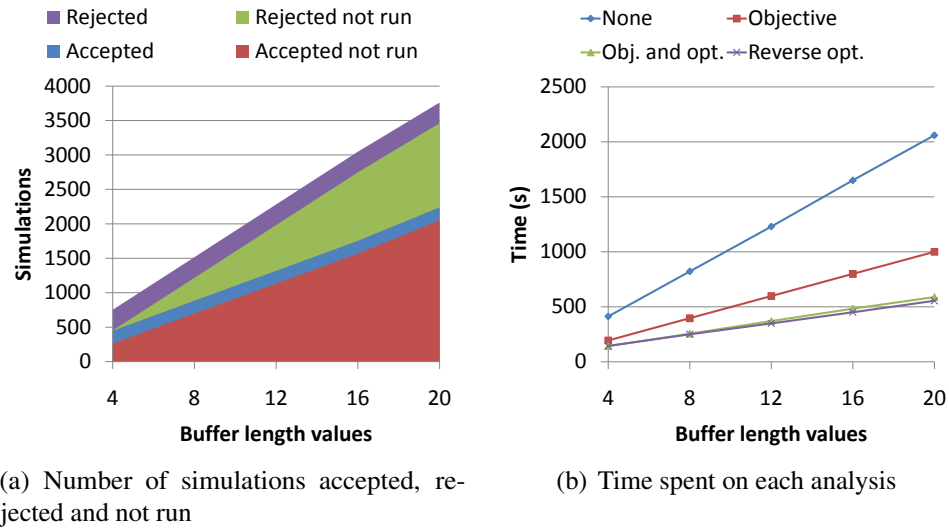 Rejected
Rejected not run
Accepted
Accepted not run
4000
3500
3000
2500
2000
1500
1000
500
0
Simulations
4
8
12
16
20
Buffer length values
(a) Number of simulations accepted, re-
jected and not run
None
Objective
Obj. and opt.
Reverse opt.
2500
2000
1500
1000
500
0
Time (s)
4
8
12
16
20
Buffer length values
(b) Time spent on each analysis